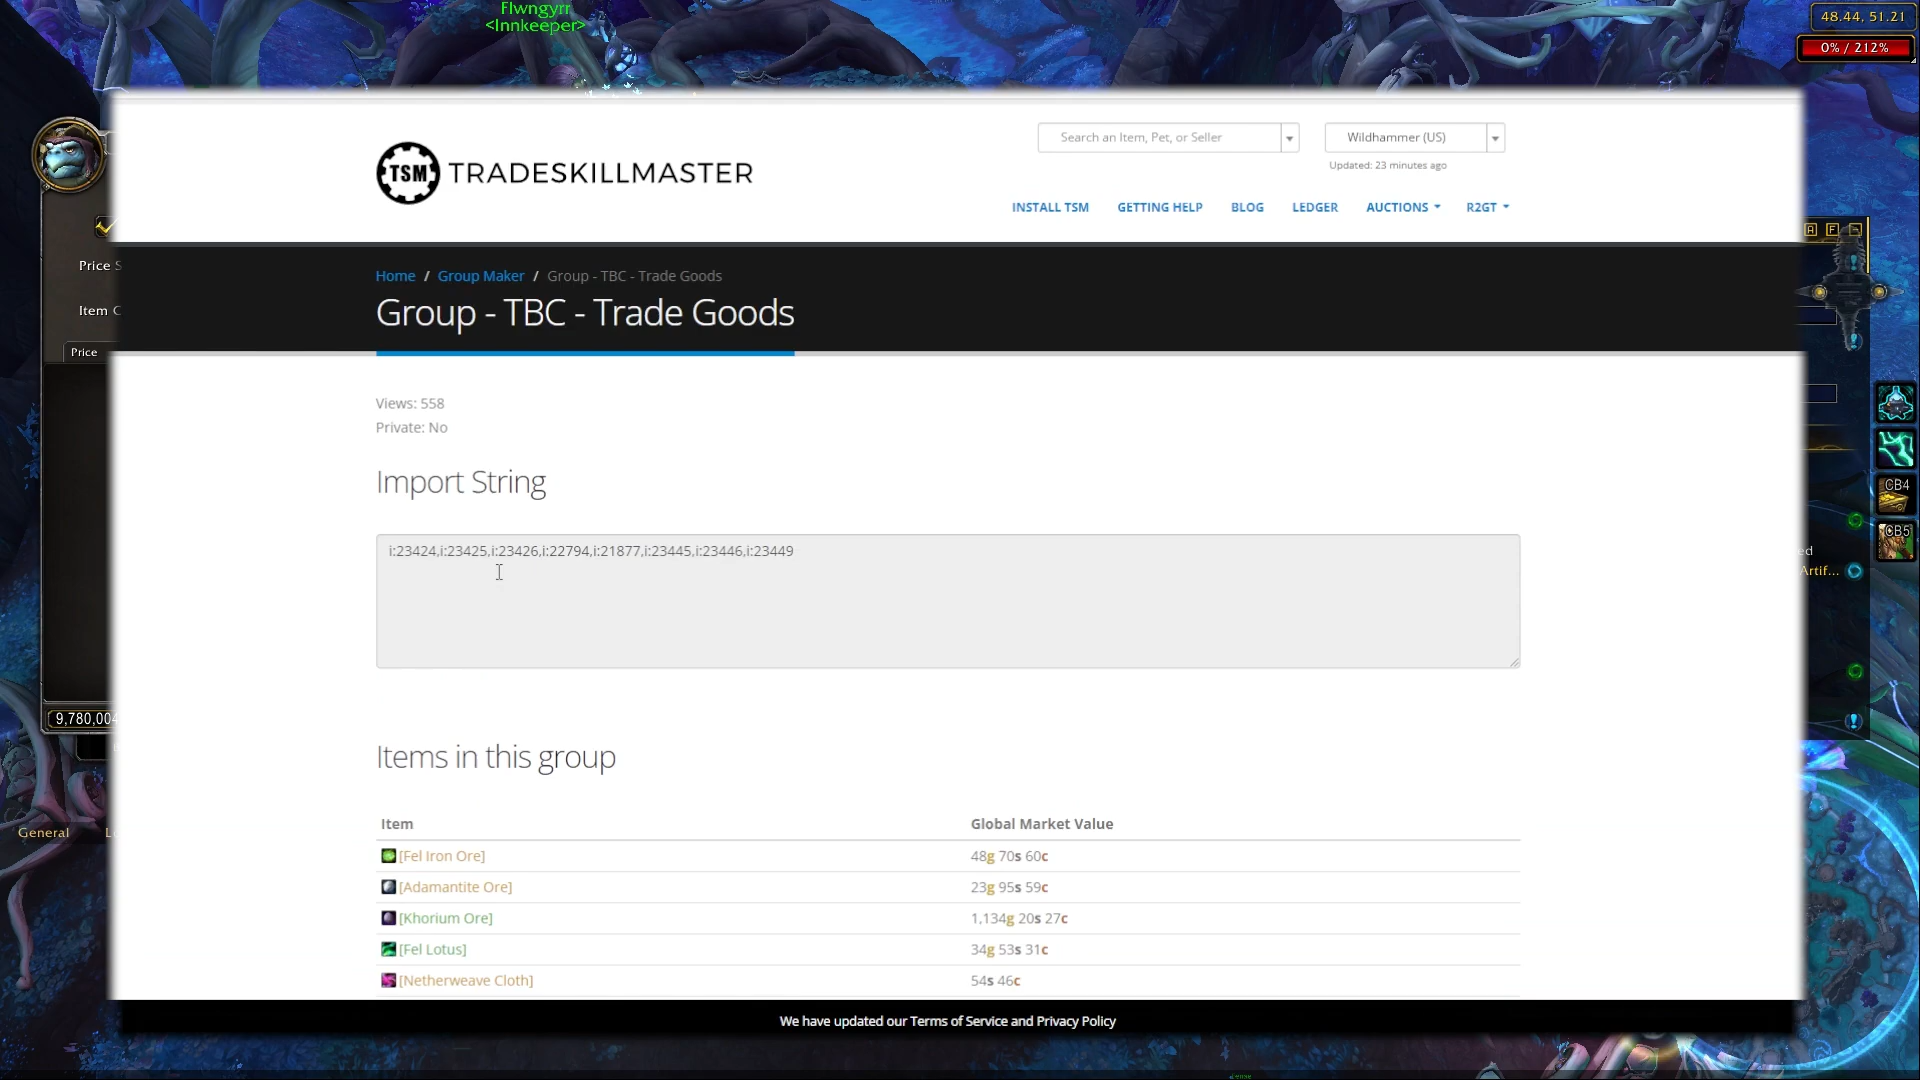 Flwngyrr
<Innkeeper>
48.44, 51.21
0% / 212%
Search an Item, Pet, or Seller
Wildhammer (US)
Updated: 23 minutes ago
TSM TRADESKILLMASTER
INSTALL TSM GETTING HELP BLOG LEDGER AUCTIONS R2GT
A F
Price S
Home / Group Maker / Group - TBC - Trade Goods
Item C
Group - TBC - Trade Goods
Price
Views: 558
Private: No
Import String
CB4
CB5
i:23424,i:23425,i:23426,i:22794,i:21877,i:23445,i:23446,i:23449
ed
Artif...
9,780,004
Items in this group
Item Global Market Value
General Lo
[Fel Iron Ore] 48g 70s 60c
[Adamantite Ore] 23g 95s 59c
[Khorium Ore] 1,134g 20s 27c
[Fel Lotus] 34g 53s 31c
[Netherweave Cloth] 54s 46c
We have updated our Terms of Service and Privacy Policy